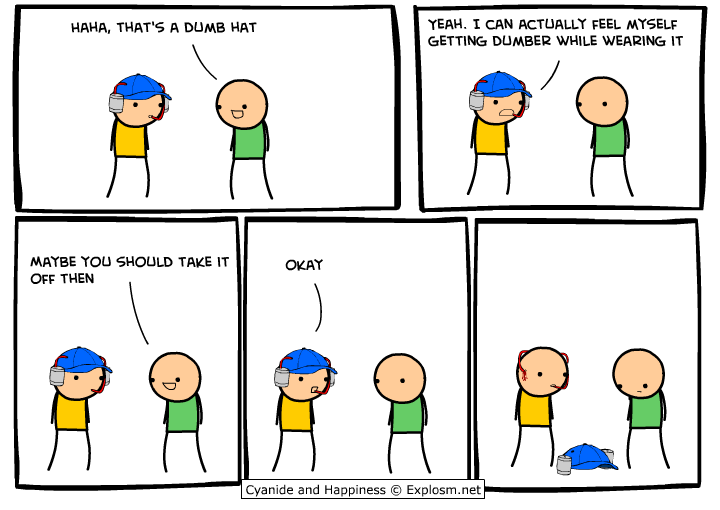 HAHA, THAT'S A DUMB HAT
YEAH. I CAN ACTUALLY FEEL MYSELF
GETTING DUMBER WHILE WEARING IT
MAYBE YOU SHOULD TAKE IT
OFF THEN
OKAY
Cyanide and Happiness © Explosm.net